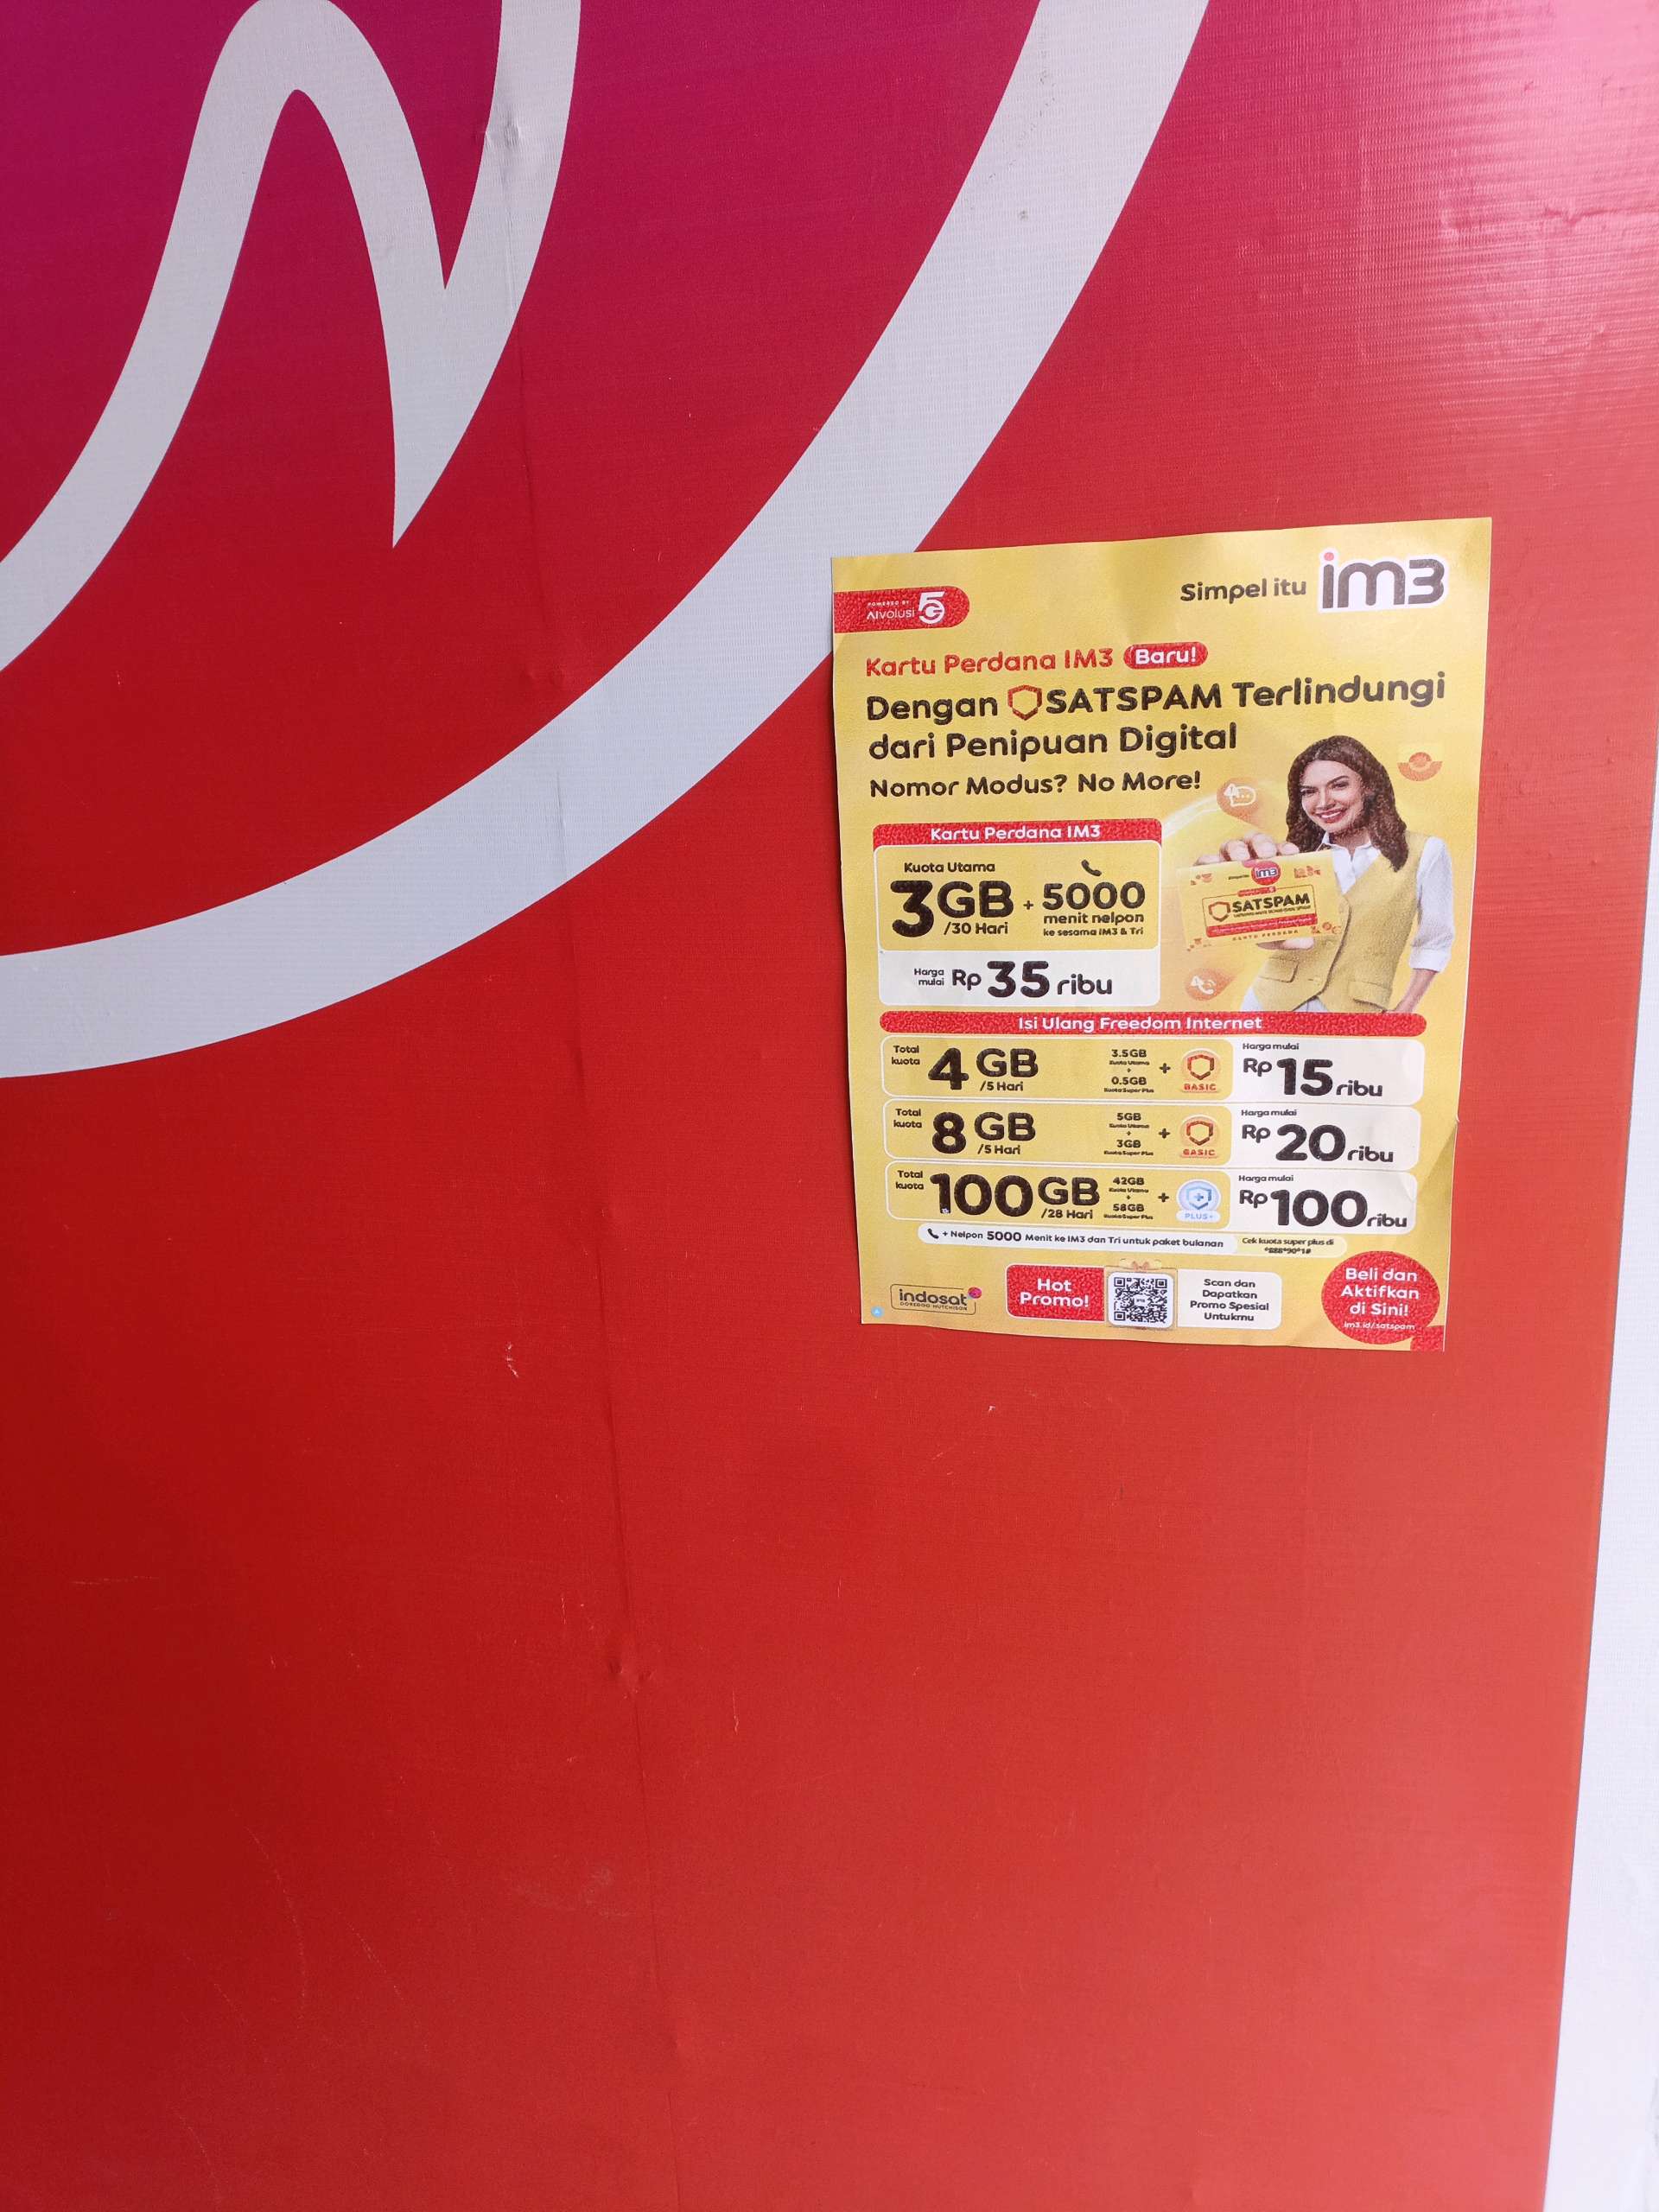 POWERED BY
AIvolusi 5G
Simpel itu im3
Kartu Perdana IM3 Baru!
Dengan SATSPAM Terlindungi
dari Penipuan Digital
Nomor Modus? No More!
Kartu Perdana IM3
Kuota Utama
3GB + 5000
/30 Hari menit nelpon
ke sesama IM3 & Tri
Harga mulai Rp 35 ribu
im3
SATSPAM
KARTU PERDANA
Isi Ulang Freedom Internet
Total kuota 4 GB /5 Hari
3.5GB
Kuota Utama
+
0.5GB
Kuota Super Plus
+ BASIC
Harga mulai
Rp 15 ribu
Total kuota 8 GB /5 Hari
5GB
Kuota Utama
+
3GB
Kuota Super Plus
+ BASIC
Harga mulai
Rp 20 ribu
Total kuota 100 GB /28 Hari
42GB
Kuota Utama
+
58GB
Kuota Super Plus
+ PLUS+
Harga mulai
Rp 100 ribu
+ Nelpon 5000 Menit ke IM3 dan Tri untuk paket bulanan
Cek kuota super plus di
*888*90*1#
indosat
OOREDOO HUTCHISON
Hot
Promo!
Scan dan
Dapatkan
Promo Spesial
Untukmu
Beli dan
Aktifkan
di Sini!
im3.id/satspam